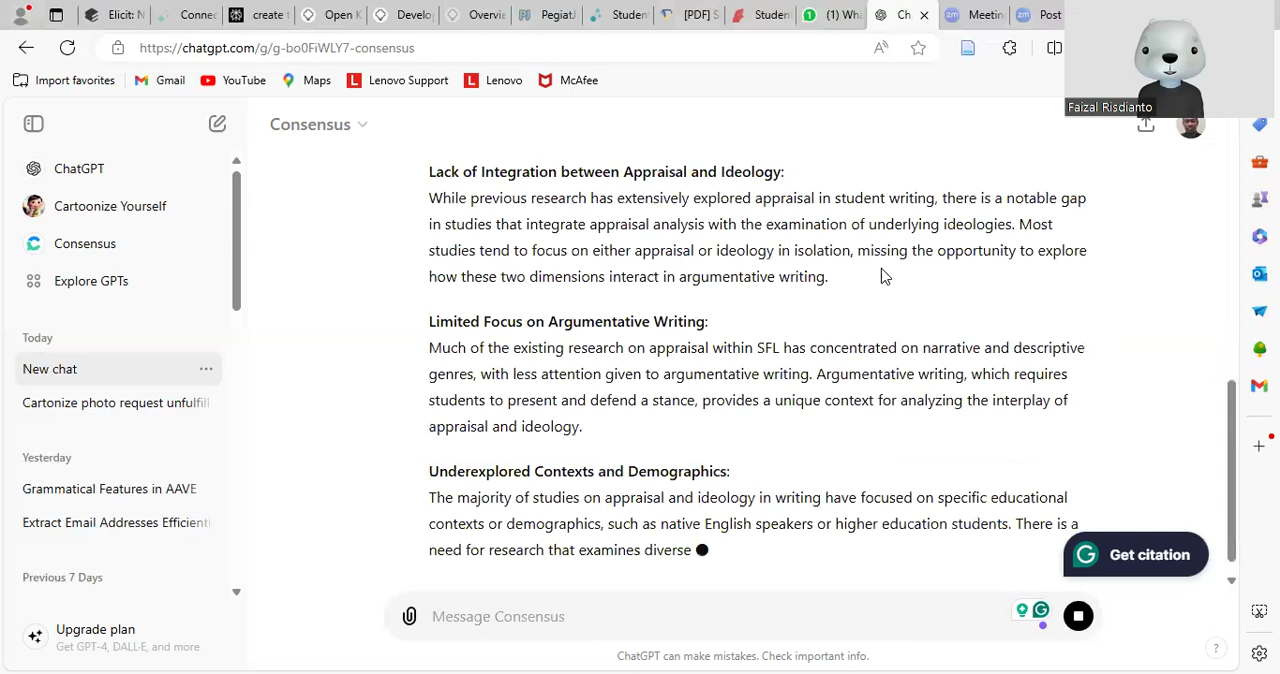 Elicit: N
Connec
create t
Open K
Develo
Overvie
PegiatJ
Studen
[PDF] S
Studen
(1) Wha
Ch
Meetin
Post
https://chatgpt.com/g/g-bo0FiWLY7-consensus
Import favorites
Gmail
YouTube
Maps
Lenovo Support
Lenovo
McAfee
Faizal Risdianto
Consensus
ChatGPT
Cartoonize Yourself
Consensus
Explore GPTs
Today
New chat
Cartonize photo request unfulfill
Yesterday
Grammatical Features in AAVE
Extract Email Addresses Efficient
Previous 7 Days
Upgrade plan
Get GPT-4, DALL·E, and more
Lack of Integration between Appraisal and Ideology:
While previous research has extensively explored appraisal in student writing, there is a notable gap
in studies that integrate appraisal analysis with the examination of underlying ideologies. Most
studies tend to focus on either appraisal or ideology in isolation, missing the opportunity to explore
how these two dimensions interact in argumentative writing.
Limited Focus on Argumentative Writing:
Much of the existing research on appraisal within SFL has concentrated on narrative and descriptive
genres, with less attention given to argumentative writing. Argumentative writing, which requires
students to present and defend a stance, provides a unique context for analyzing the interplay of
appraisal and ideology.
Underexplored Contexts and Demographics:
The majority of studies on appraisal and ideology in writing have focused on specific educational
contexts or demographics, such as native English speakers or higher education students. There is a
need for research that examines diverse
Get citation
Message Consensus
ChatGPT can make mistakes. Check important info.
?